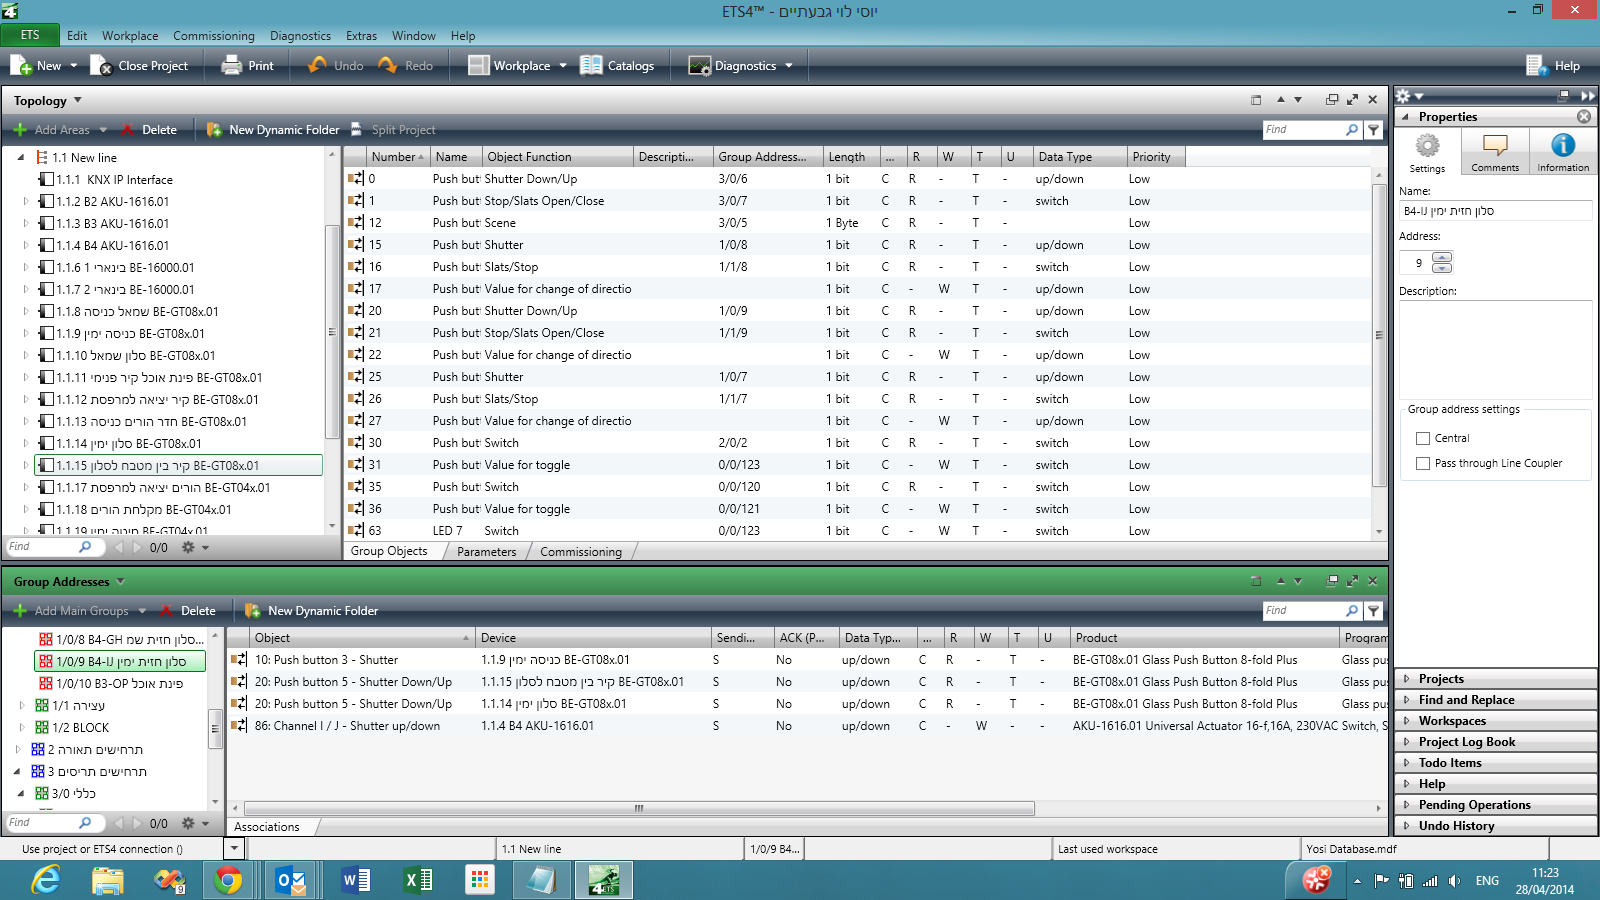 ETS4™ - יוסי לוי גבעתיים
ETS Edit Workplace Commissioning Diagnostics Extras Window Help
New Close Project Print Undo Redo Workplace Catalogs Diagnostics Help
Topology
Add Areas Delete New Dynamic Folder Split Project Find
1.1 New line
1.1.1 KNX IP Interface
1.1.2 B2 AKU-1616.01
1.1.3 B3 AKU-1616.01
1.1.4 B4 AKU-1616.01
1.1.6 בינארי 1 BE-16000.01
1.1.7 בינארי 2 BE-16000.01
1.1.8 שמאל כניסה BE-GT08x.01
1.1.9 כניסה ימין BE-GT08x.01
1.1.10 סלון שמאל BE-GT08x.01
1.1.11 פינת אוכל קיר פנימי BE-GT08x.01
1.1.12 קיר יציאה למרפסת BE-GT08x.01
1.1.13 חדר הורים כניסה BE-GT08x.01
1.1.14 סלון ימין BE-GT08x.01
1.1.15 קיר בין מטבח לסלון BE-GT08x.01
1.1.17 הורים יציאה למרפסת BE-GT04x.01
1.1.18 מקלחת הורים BE-GT04x.01
Find 0/0
Number Name Object Function Descripti... Group Address... Length ... R W T U Data Type Priority
0 Push but Shutter Down/Up 3/0/6 1 bit C R - T - up/down Low
1 Push but Stop/Slats Open/Close 3/0/7 1 bit C R - T - switch Low
12 Push but Scene 3/0/5 1 Byte C R - T - Low
15 Push but Shutter 1/0/8 1 bit C R - T - up/down Low
16 Push but Slats/Stop 1/1/8 1 bit C R - T - switch Low
17 Push but Value for change of directio 1 bit C - W T - up/down Low
20 Push but Shutter Down/Up 1/0/9 1 bit C R - T - up/down Low
21 Push but Stop/Slats Open/Close 1/1/9 1 bit C R - T - switch Low
22 Push but Value for change of directio 1 bit C - W T - up/down Low
25 Push but Shutter 1/0/7 1 bit C R - T - up/down Low
26 Push but Slats/Stop 1/1/7 1 bit C R - T - switch Low
27 Push but Value for change of directio 1 bit C - W T - up/down Low
30 Push but Switch 2/0/2 1 bit C R - T - switch Low
31 Push but Value for toggle 0/0/123 1 bit C - W T - switch Low
35 Push but Switch 0/0/120 1 bit C R - T - switch Low
36 Push but Value for toggle 0/0/121 1 bit C - W T - switch Low
63 LED 7 Switch 0/0/123 1 bit C - W T - switch Low
Group Objects Parameters Commissioning
Properties
Settings Comments Information
Name:
B4-IJ סלון חזית ימין
Address:
9
Description:
Group address settings
Central
Pass through Line Coupler
Projects
Find and Replace
Workspaces
Project Log Book
Todo Items
Help
Pending Operations
Undo History
Group Addresses
Add Main Groups Delete New Dynamic Folder Find
1/0/8 B4-GH סלון חזית שמ...
1/0/9 B4-IJ סלון חזית ימין
1/0/10 B3-OP פינת אוכל
1/1 עצירה
1/2 BLOCK
2 תרחישים תאורה
3 תרחישים תריסים
3/0 כללי
Find 0/0
Object Device Sendi... ACK (P... Data Typ... ... R W T U Product Program
10: Push button 3 - Shutter 1.1.9 כניסה ימין BE-GT08x.01 S No up/down C R - T - BE-GT08x.01 Glass Push Button 8-fold Plus Glass pus
20: Push button 5 - Shutter Down/Up 1.1.15 קיר בין מטבח לסלון BE-GT08x.01 S No up/down C R - T - BE-GT08x.01 Glass Push Button 8-fold Plus Glass pus
20: Push button 5 - Shutter Down/Up 1.1.14 סלון ימין BE-GT08x.01 S No up/down C R - T - BE-GT08x.01 Glass Push Button 8-fold Plus Glass pus
86: Channel I / J - Shutter up/down 1.1.4 B4 AKU-1616.01 S No up/down C - W - - AKU-1616.01 Universal Actuator 16-f,16A, 230VAC Switch, S
Associations
Use project or ETS4 connection () 1.1 New line 1/0/9 B4... Last used workspace Yosi Database.mdf
ENG 11:23
28/04/2014